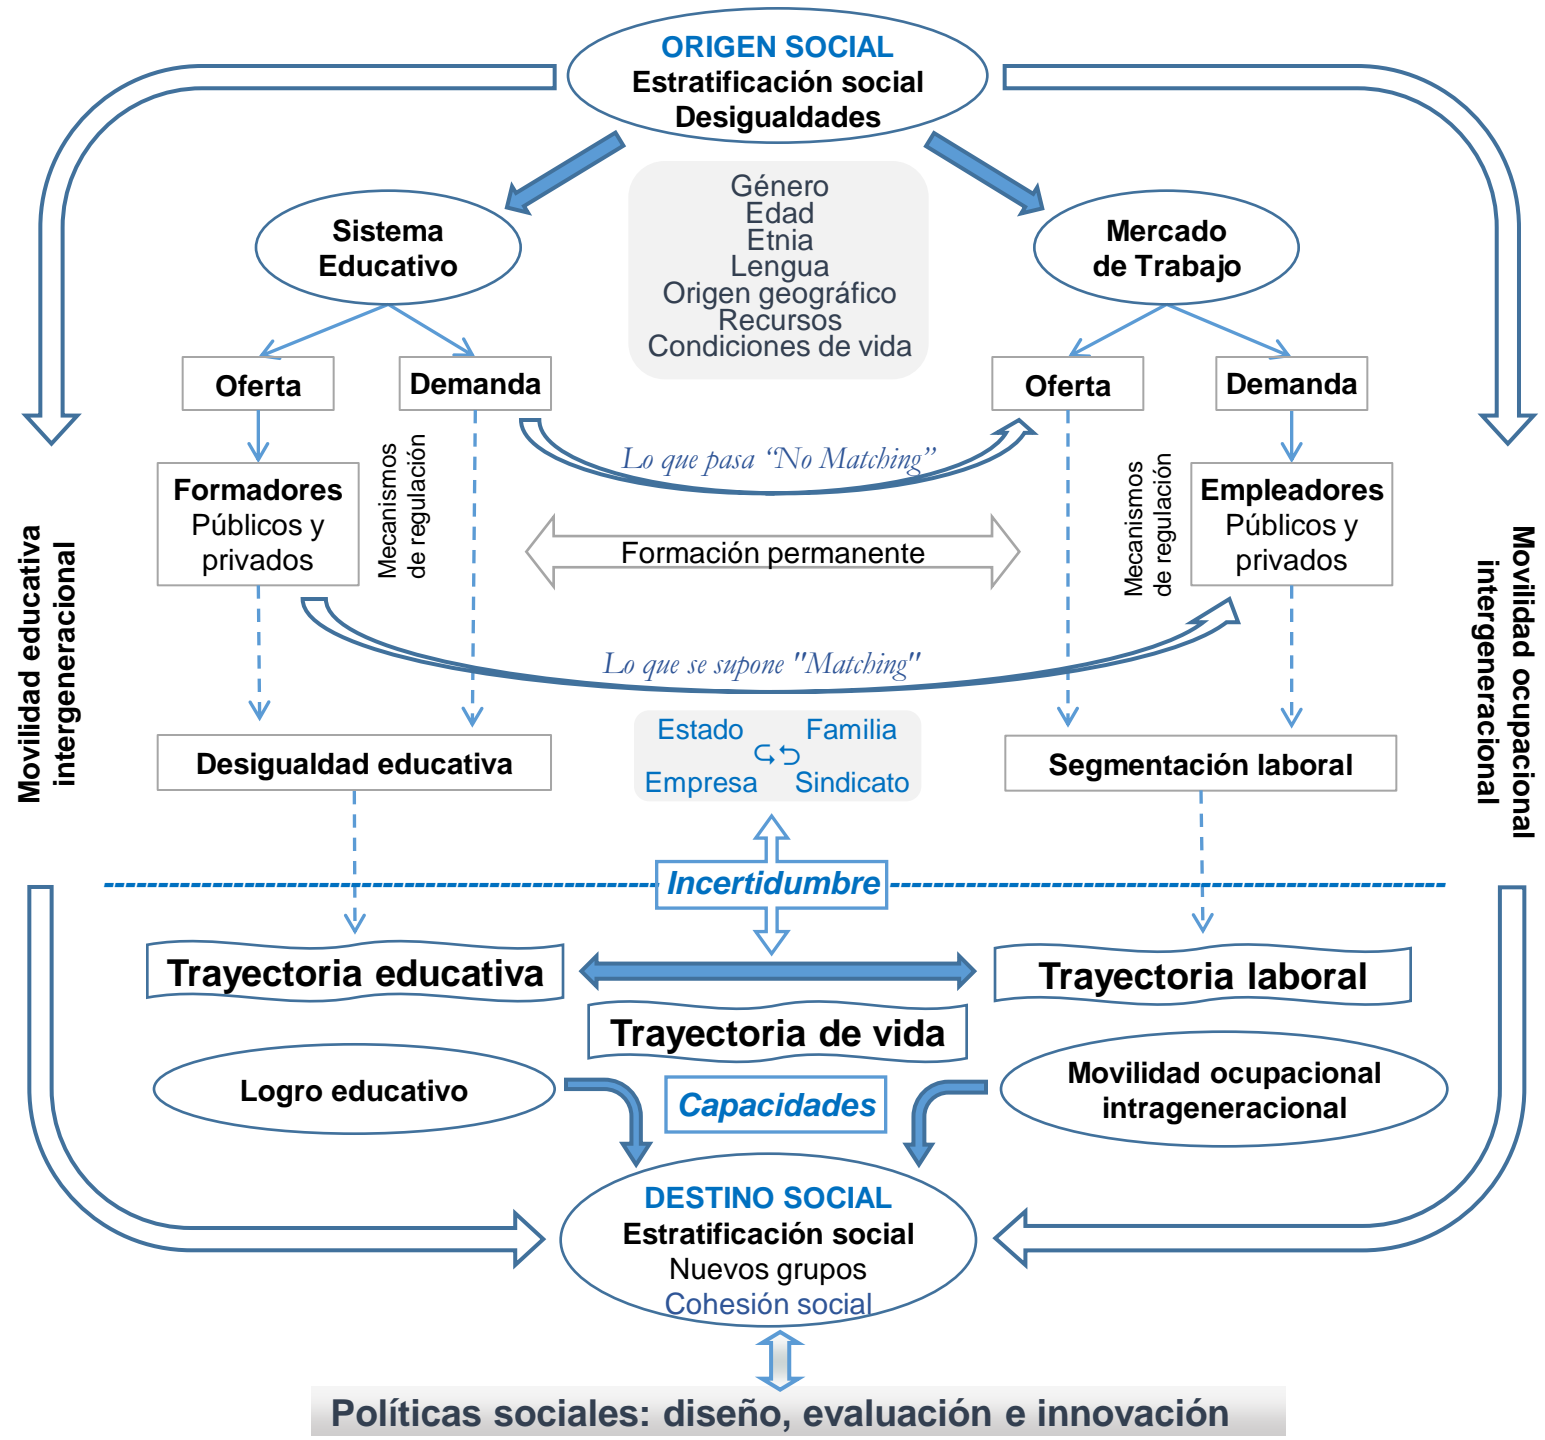 ORIGEN SOCIAL
Estratificación social
Desigualdades
Género
Edad
Etnia
Lengua
Origen geográfico
Recursos
Condiciones de vida
Sistema
Educativo
Mercado
de Trabajo
Oferta
Demanda
Oferta
Demanda
Lo que pasa “No Matching”
Mecanismos
de regulación
Mecanismos
de regulación
Formadores
Públicos y
privados
Empleadores
Públicos y
privados
Formación permanente
Movilidad educativa
intergeneracional
Movilidad ocupacional
intergeneracional
Lo que se supone "Matching"
Estado Familia
Empresa Sindicato
Desigualdad educativa
Segmentación laboral
Incertidumbre
Trayectoria educativa
Trayectoria laboral
Trayectoria de vida
Logro educativo
Capacidades
Movilidad ocupacional
intrageneracional
DESTINO SOCIAL
Estratificación social
Nuevos grupos
Cohesión social
Políticas sociales: diseño, evaluación e innovación